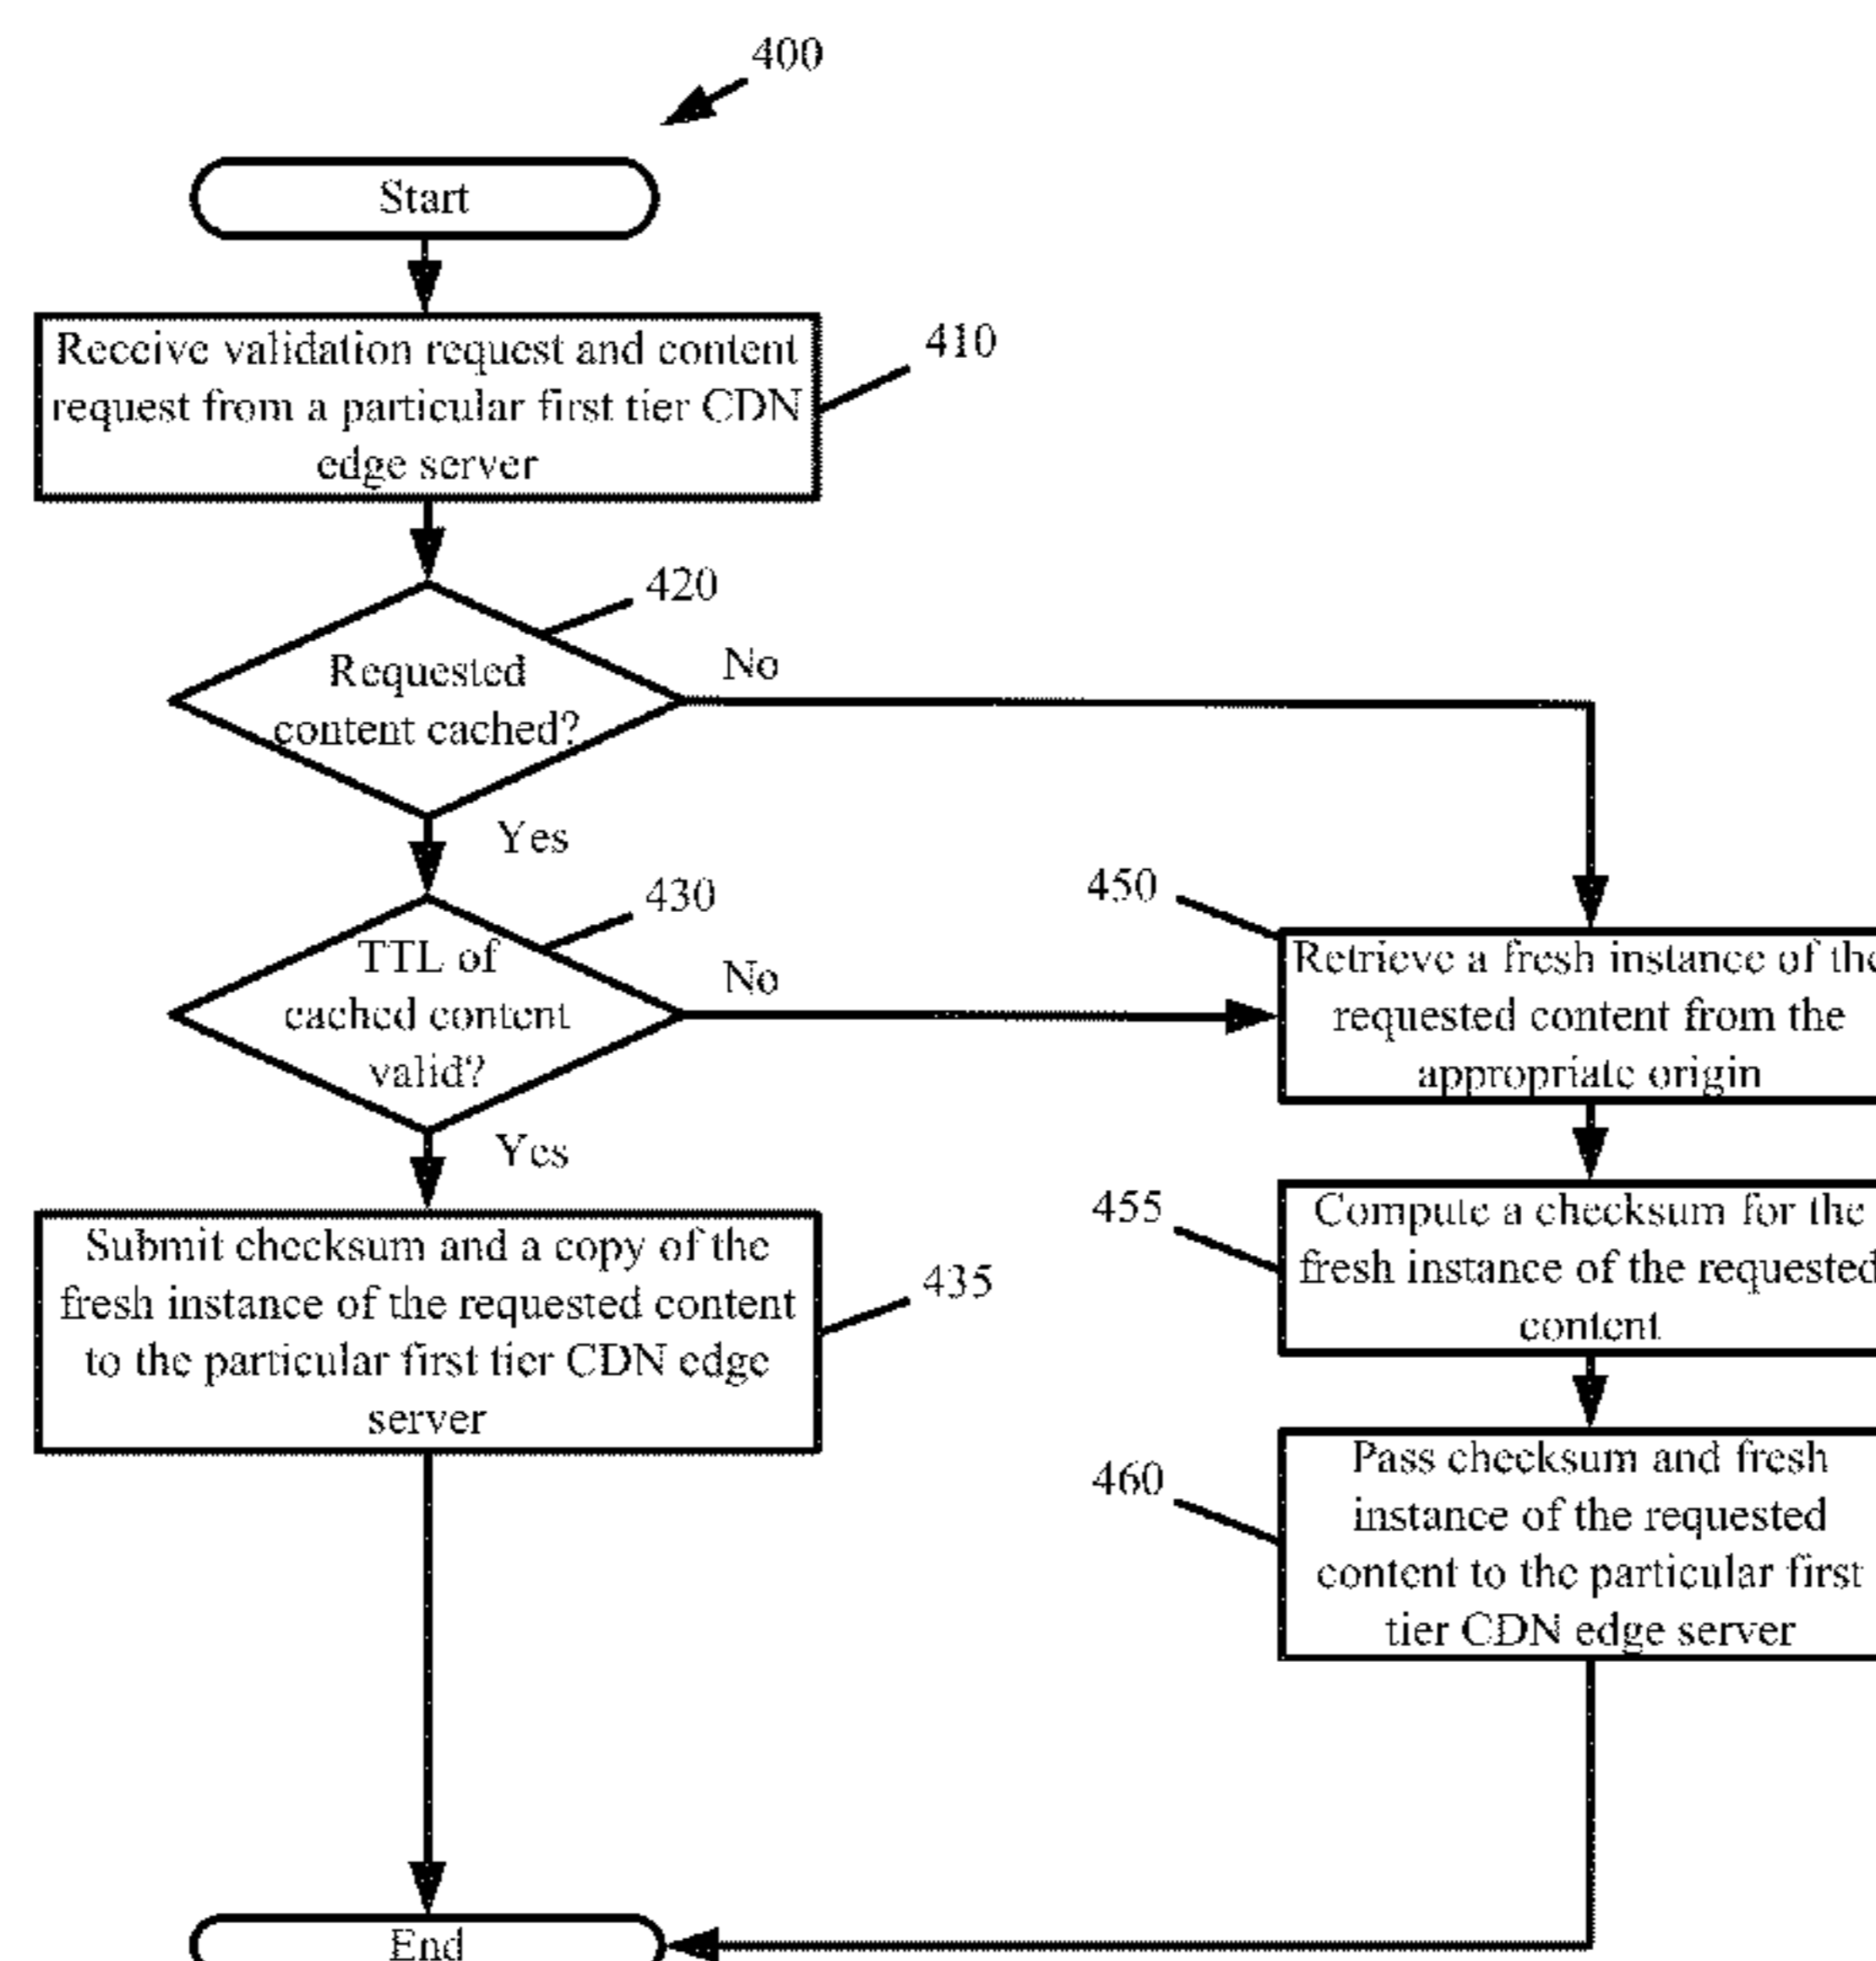 400
Start
Receive validation request and content
request from a particular first tier CDN
edge server
410
420
Requested
content cached?
No
Yes
430
TTL of
cached content
valid?
No
Yes
450
Retrieve a fresh instance of the
requested content from the
appropriate origin
Submit checksum and a copy of the
fresh instance of the requested content
to the particular first tier CDN edge
server
435
455
Compute a checksum for the
fresh instance of the requested
content
460
Pass checksum and fresh
instance of the requested
content to the particular first
tier CDN edge server
End